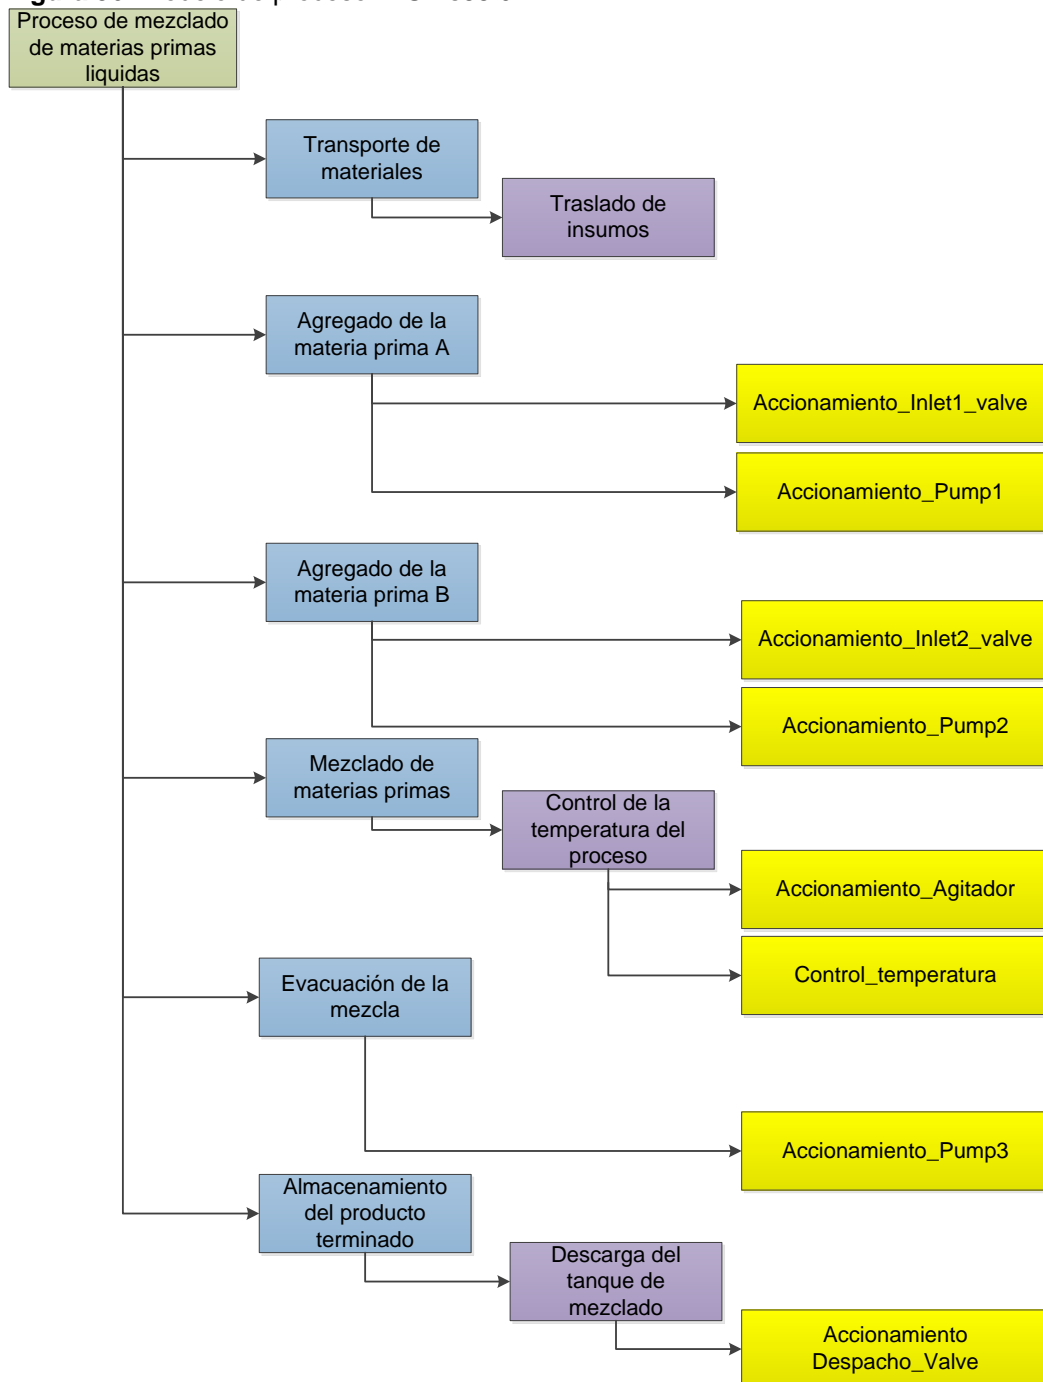 Proceso de mezclado
de materias primas
liquidas
Transporte de
materiales
Traslado de
insumos
Agregado de la
materia prima A
Accionamiento_Inlet1_valve
Accionamiento_Pump1
Agregado de la
materia prima B
Accionamiento_Inlet2_valve
Accionamiento_Pump2
Mezclado de
materias primas
Control de la
temperatura del
proceso
Accionamiento_Agitador
Control_temperatura
Evacuación de la
mezcla
Accionamiento_Pump3
Almacenamiento
del producto
terminado
Descarga del
tanque de
mezclado
Accionamiento
Despacho_Valve